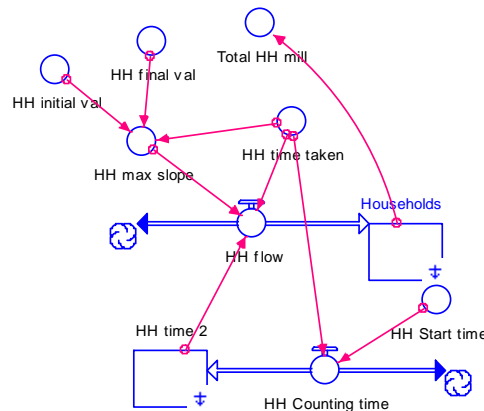 Total HH mill
HH final val
HH initial val
HH time taken
HH max slope
Households
HH flow
HH time 2
HH Start time
HH Counting time